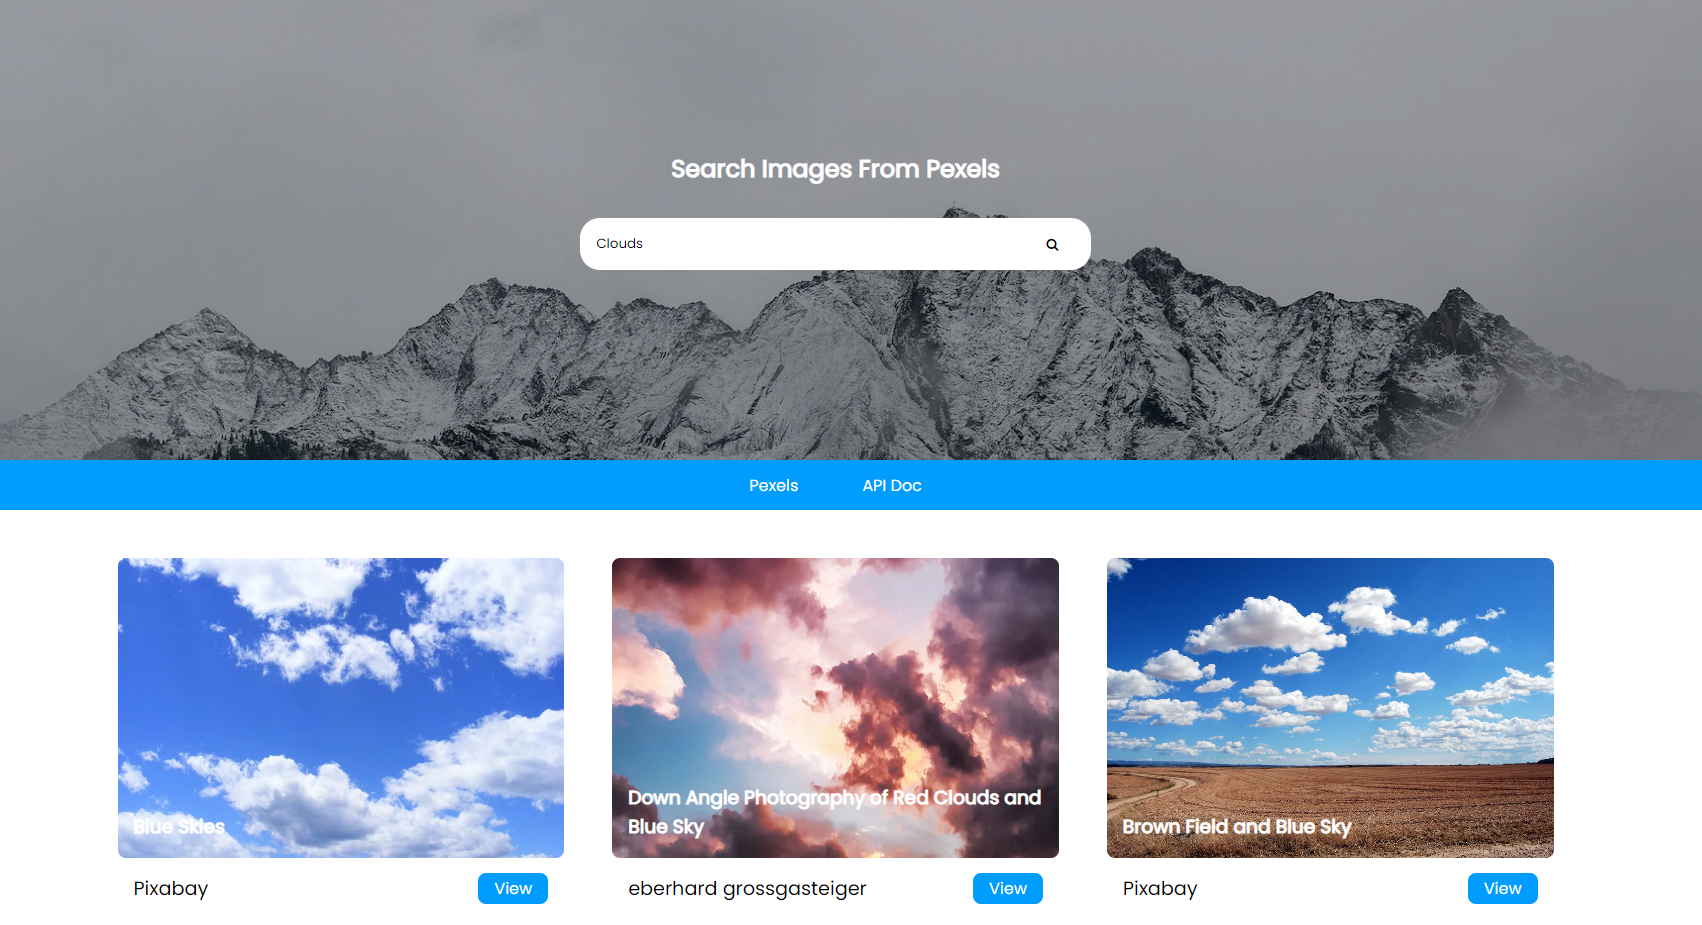 Search Images From Pexels
Clouds
Pexels
API Doc
Blue Skies
Down Angle Photography of Red Clouds and
Blue Sky
Brown Field and Blue Sky
Pixabay
View
eberhard grossgasteiger
View
Pixabay
View